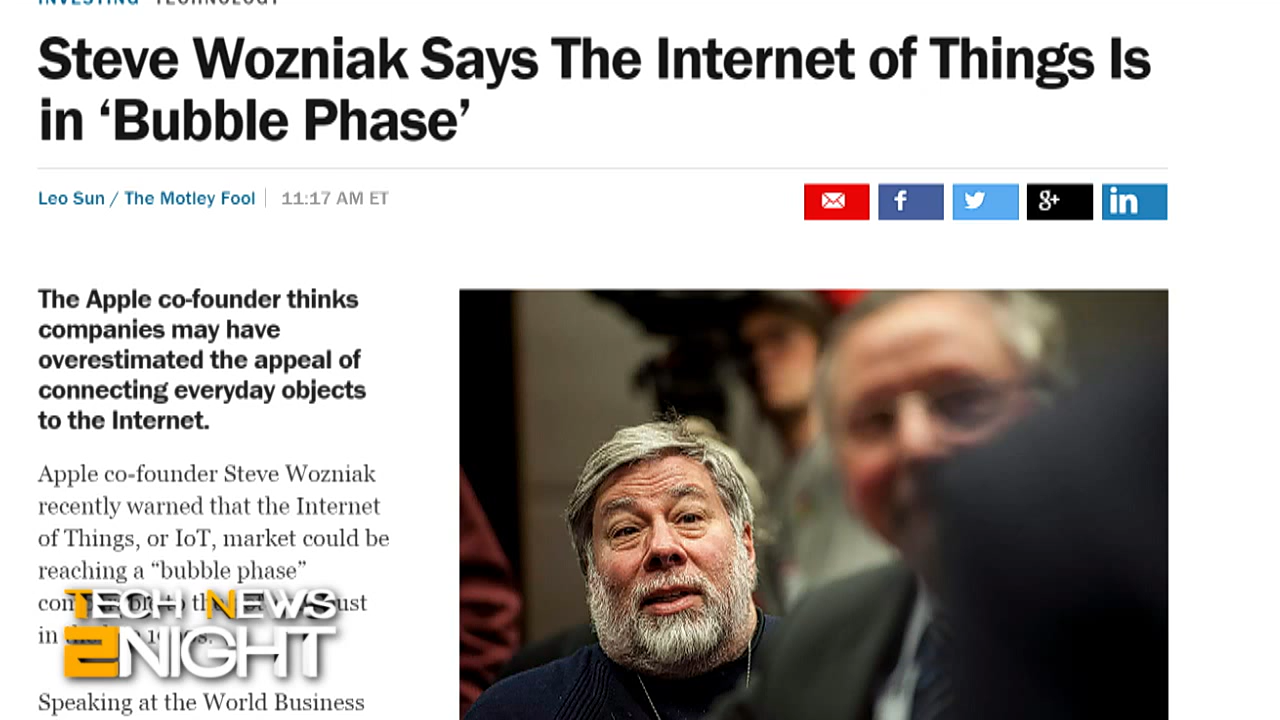 INVESTING TECHNOLOGY
Steve Wozniak Says The Internet of Things Is
in ‘Bubble Phase’
Leo Sun / The Motley Fool
11:17 AM ET
f
8+
in
The Apple co-founder thinks
companies may have
overestimated the appeal of
connecting everyday objects
to the Internet.
Apple co-founder Steve Wozniak
recently warned that the Internet
of Things, or IoT, market could be
reaching a “bubble phase”
in
TECH NEWS
2NIGHT
Speaking at the World Business